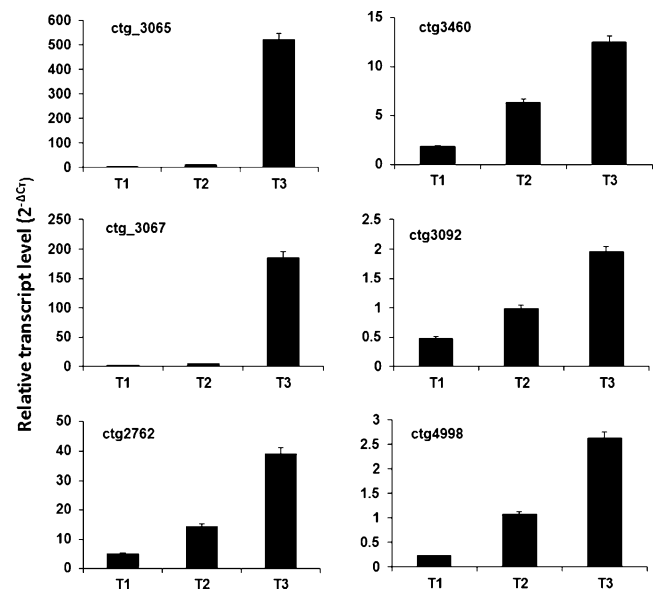 Relative transcript level (2-ΔCT)
ctg_3065
600
500
400
300
200
100
0
T1 T2 T3
ctg3460
15
10
5
0
T1 T2 T3
ctg_3067
250
200
150
100
50
0
T1 T2 T3
ctg3092
2.5
2
1.5
1
0.5
0
T1 T2 T3
ctg2762
50
40
30
20
10
0
T1 T2 T3
ctg4998
3
2.5
2
1.5
1
0.5
0
T1 T2 T3